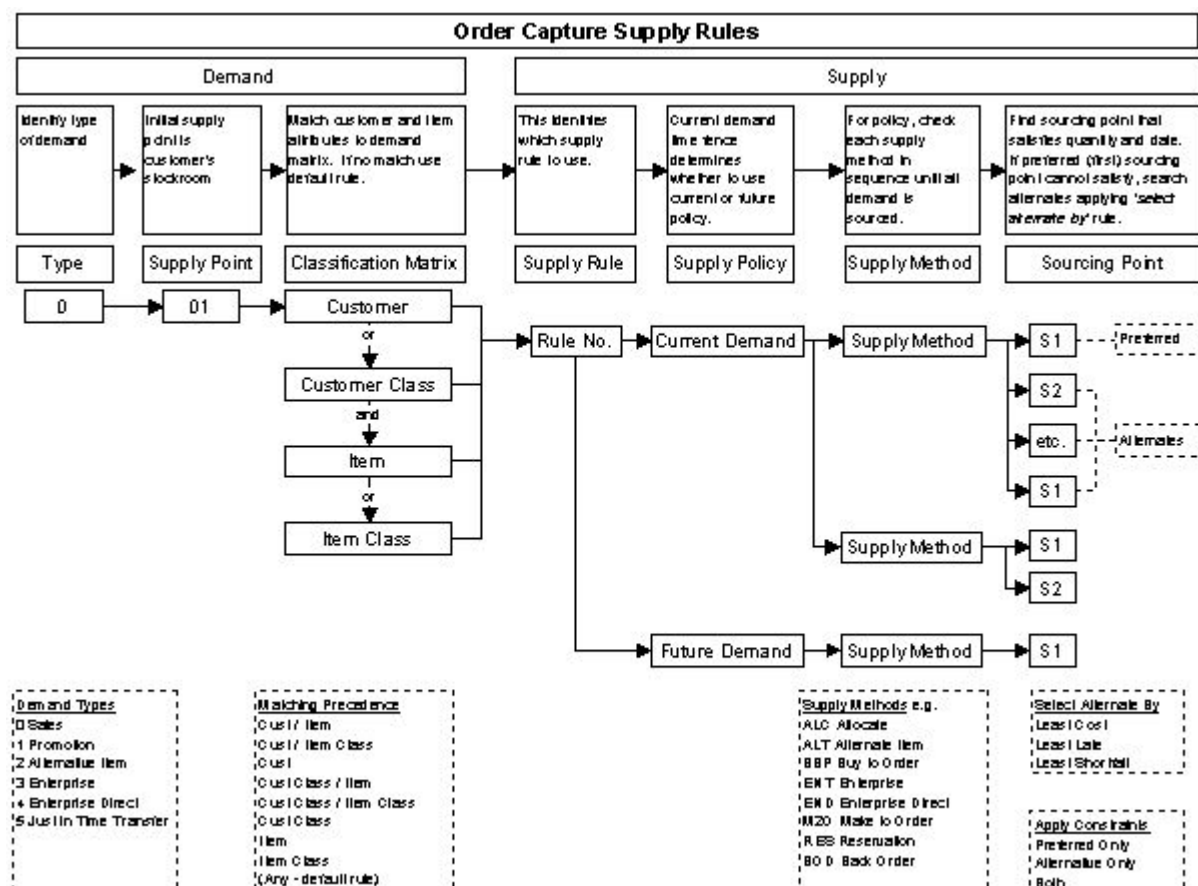 Order Capture Supply Rules
Demand
Supply
Identify type
of demand
Initial supply
point is
customer's
stockroom
Match customer and item
attributes to demand
matrix. If no match use
default rule.
This identifies
which supply
rule to use.
Current demand
time fence
determines
whether to use
current or future
policy.
For policy, check
each supply
method in
sequence until all
demand is
sourced.
Find sourcing point that
satisfies quantity and date.
If preferred (first) sourcing
point cannot satisfy, search
alternates applying 'select
alternate by' rule.
Type
Supply Point
Classification Matrix
Supply Rule
Supply Policy
Supply Method
Sourcing Point
0
01
Customer
or
Customer Class
and
Item
or
Item Class
Rule No.
Current Demand
Supply Method
S1
Preferred
S2
etc.
Alternates
S1
Supply Method
S1
S2
Future Demand
Supply Method
S1
Demand Types
0 Sales
1 Promotion
2 Alternative Item
3 Enterprise
4 Enterprise Direct
5 Just in Time Transfer
Matching Precedence
Cust / Item
Cust / Item Class
Cust
Cust Class / Item
Cust Class / Item Class
Cust Class
Item
Item Class
(Any - default rule)
Supply Methods e.g.
ALC Allocate
ALT Alternate Item
BBP Buy to Order
ENT Enterprise
END Enterprise Direct
M2O Make to Order
RES Reservation
BOD Back Order
Select Alternate By
Least Cost
Least Late
Least Shortfall
Apply Constraints
Preferred Only
Alternative Only
Both